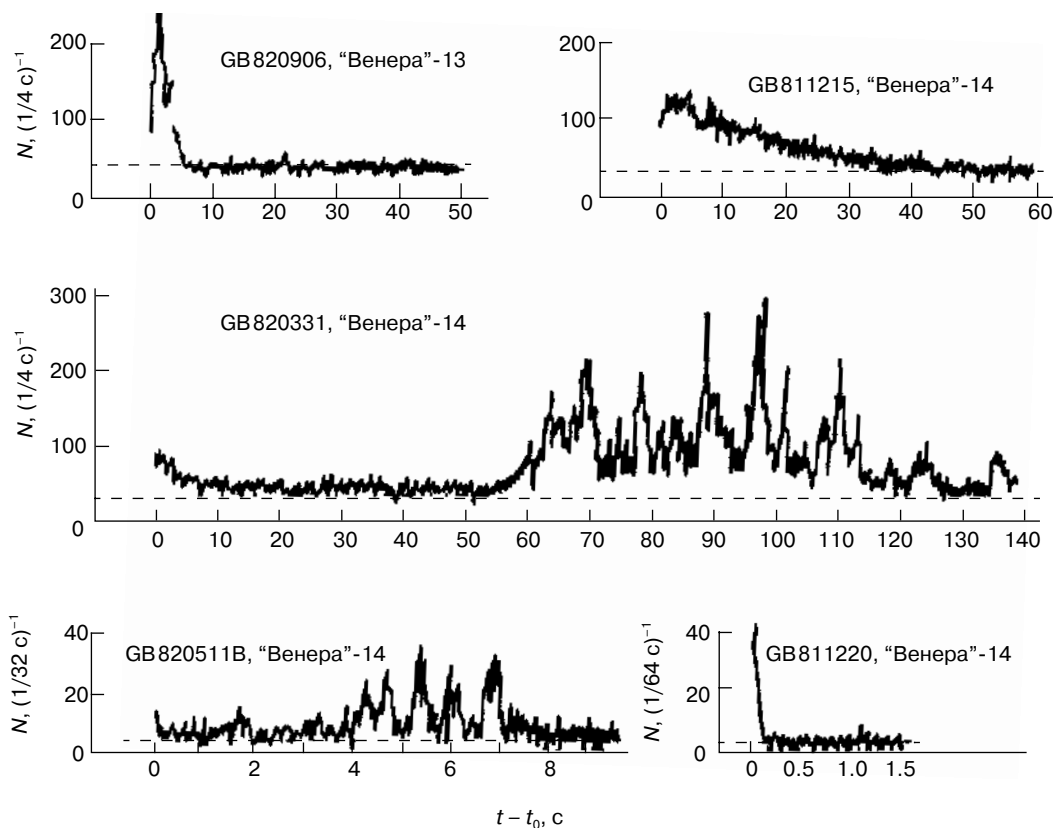 N, (1/4 с)⁻¹
200
100
0
GB820906, “Венера”-13
0 10 20 30 40 50
200
100
0
GB811215, “Венера”-14
0 10 20 30 40 50 60
N, (1/4 с)⁻¹
300
200
100
0
GB820331, “Венера”-14
0 10 20 30 40 50 60 70 80 90 100 110 120 130 140
N, (1/32 с)⁻¹
40
20
0
GB820511B, “Венера”-14
0 2 4 6 8
N, (1/64 с)⁻¹
40
20
0
GB811220, “Венера”-14
0 0.5 1.0 1.5
t – t₀, с